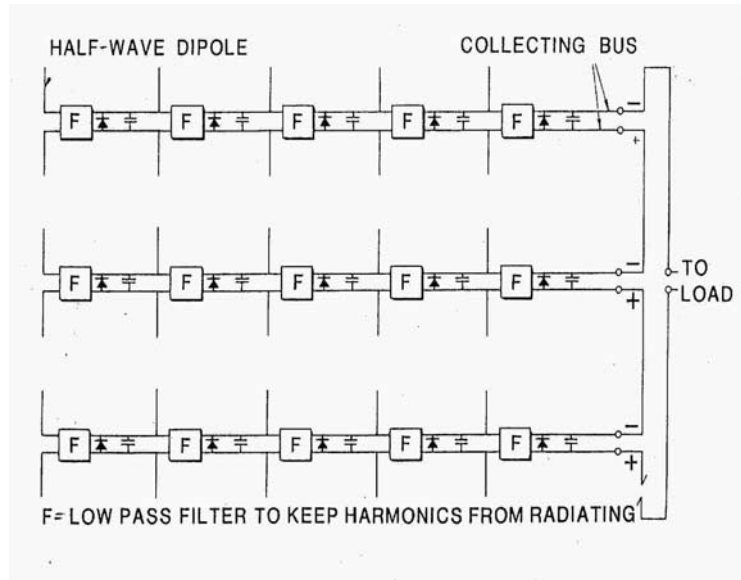 HALF-WAVE DIPOLE
COLLECTING BUS
F F F F F
−
+
F F F F F
−
+
TO
LOAD
F F F F F
−
+
F= LOW PASS FILTER TO KEEP HARMONICS FROM RADIATING